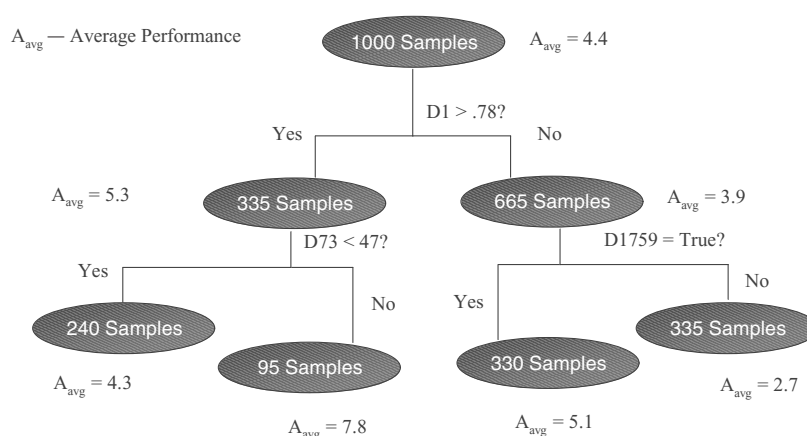 A_avg — Average Performance
1000 Samples
A_avg = 4.4
D1 > .78?
Yes
No
A_avg = 5.3
335 Samples
665 Samples
A_avg = 3.9
D73 < 47?
D1759 = True?
Yes
No
Yes
No
240 Samples
95 Samples
330 Samples
335 Samples
A_avg = 4.3
A_avg = 7.8
A_avg = 5.1
A_avg = 2.7